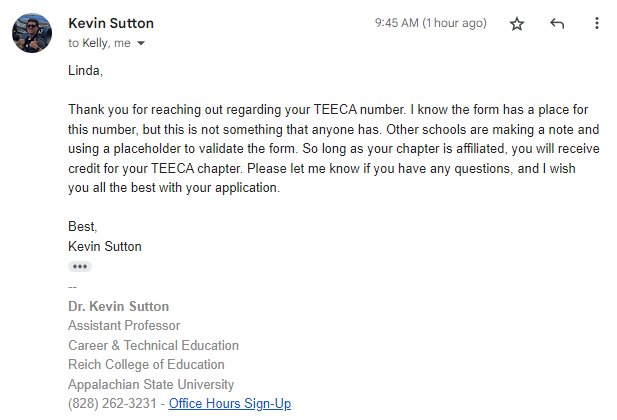 Kevin Sutton
9:45 AM (1 hour ago)
to Kelly, me
Linda,
Thank you for reaching out regarding your TEECA number. I know the form has a place for
this number, but this is not something that anyone has. Other schools are making a note and
using a placeholder to validate the form. So long as your chapter is affiliated, you will receive
credit for your TEECA chapter. Please let me know if you have any questions, and I wish
you all the best with your application.
Best,
Kevin Sutton
--
Dr. Kevin Sutton
Assistant Professor
Career & Technical Education
Reich College of Education
Appalachian State University
(828) 262-3231 - Office Hours Sign-Up